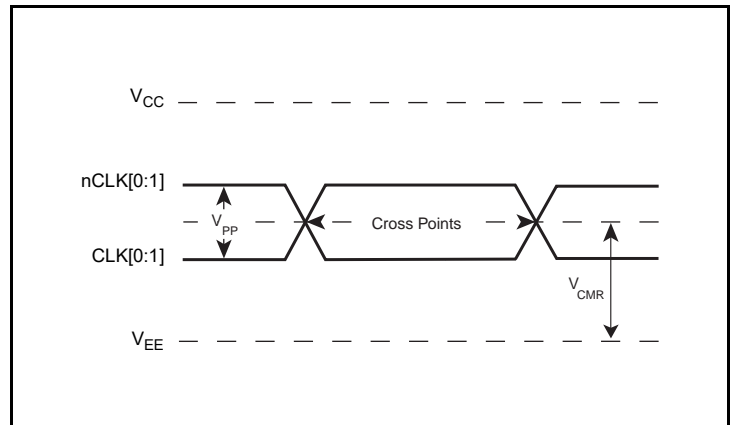 VCC
nCLK[0:1]
VPP
Cross Points
CLK[0:1]
VCMR
VEE